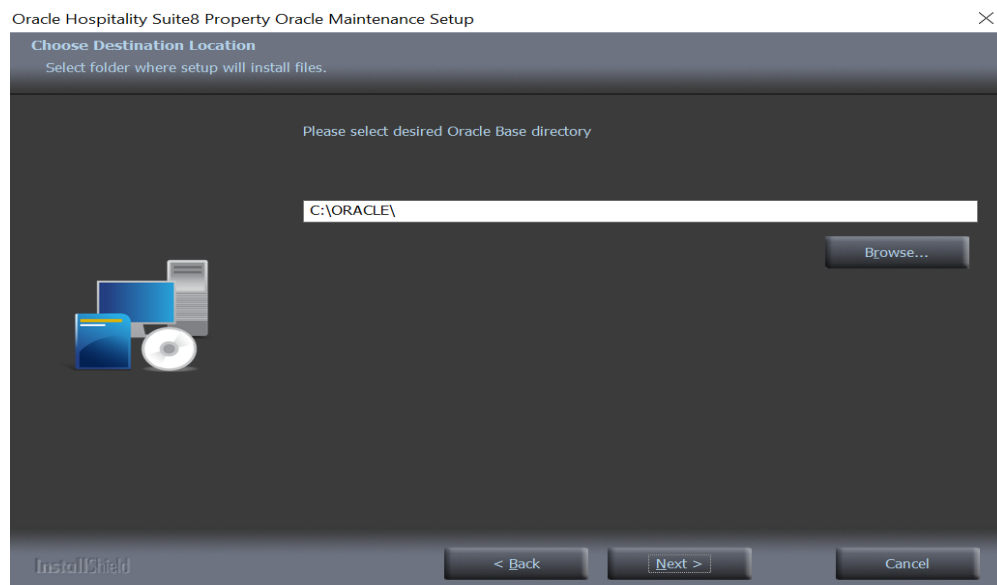 Oracle Hospitality Suite8 Property Oracle Maintenance Setup
Choose Destination Location
Select folder where setup will install files.
Please select desired Oracle Base directory
C:\ORACLE\
Browse...
InstallShield
< Back
Next >
Cancel